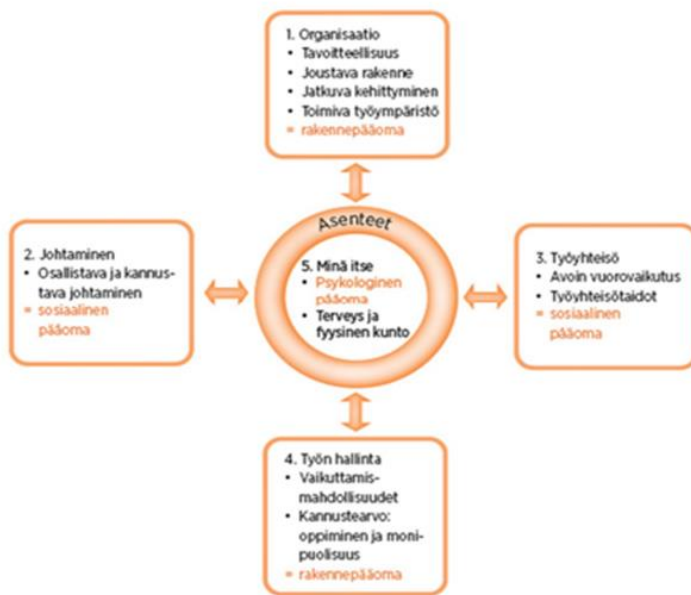 1. Organisaatio
• Tavoitteellisuus
• Joustava rakenne
• Jatkuva kehittyminen
• Toimiva työympäristö
= rakennepääoma
Asenteet
2. Johtaminen
• Osallistava ja kannus-
tava johtaminen
= sosiaalinen
pääoma
5. Minä itse
• Psykologinen
pääoma
• Terveys ja
fyysinen kunto
3. Työyhteisö
• Avoin vuorovaikutus
• Työyhteisötaidot
= sosiaalinen
pääoma
4. Työn hallinta
• Vaikuttamis-
mahdollisuudet
• Kannustearvo:
oppiminen ja moni-
puolisuus
= rakennepääoma